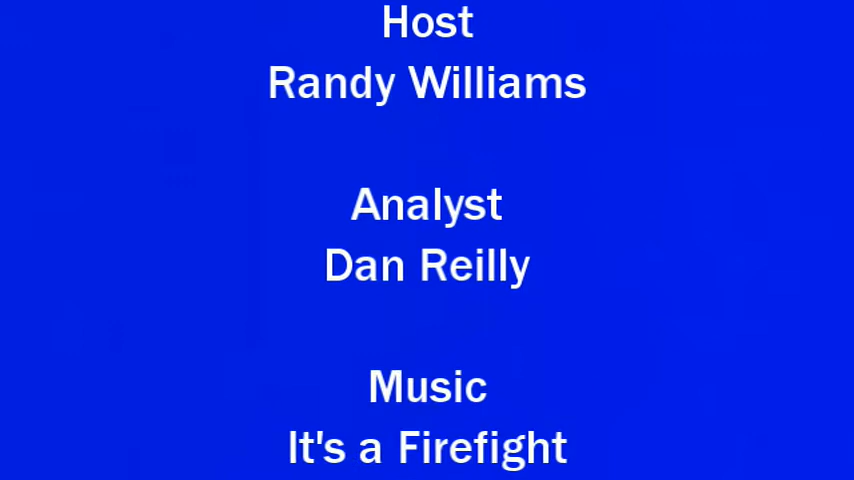 Host
Randy Williams
Analyst
Dan Reilly
Music
It's a Firefight